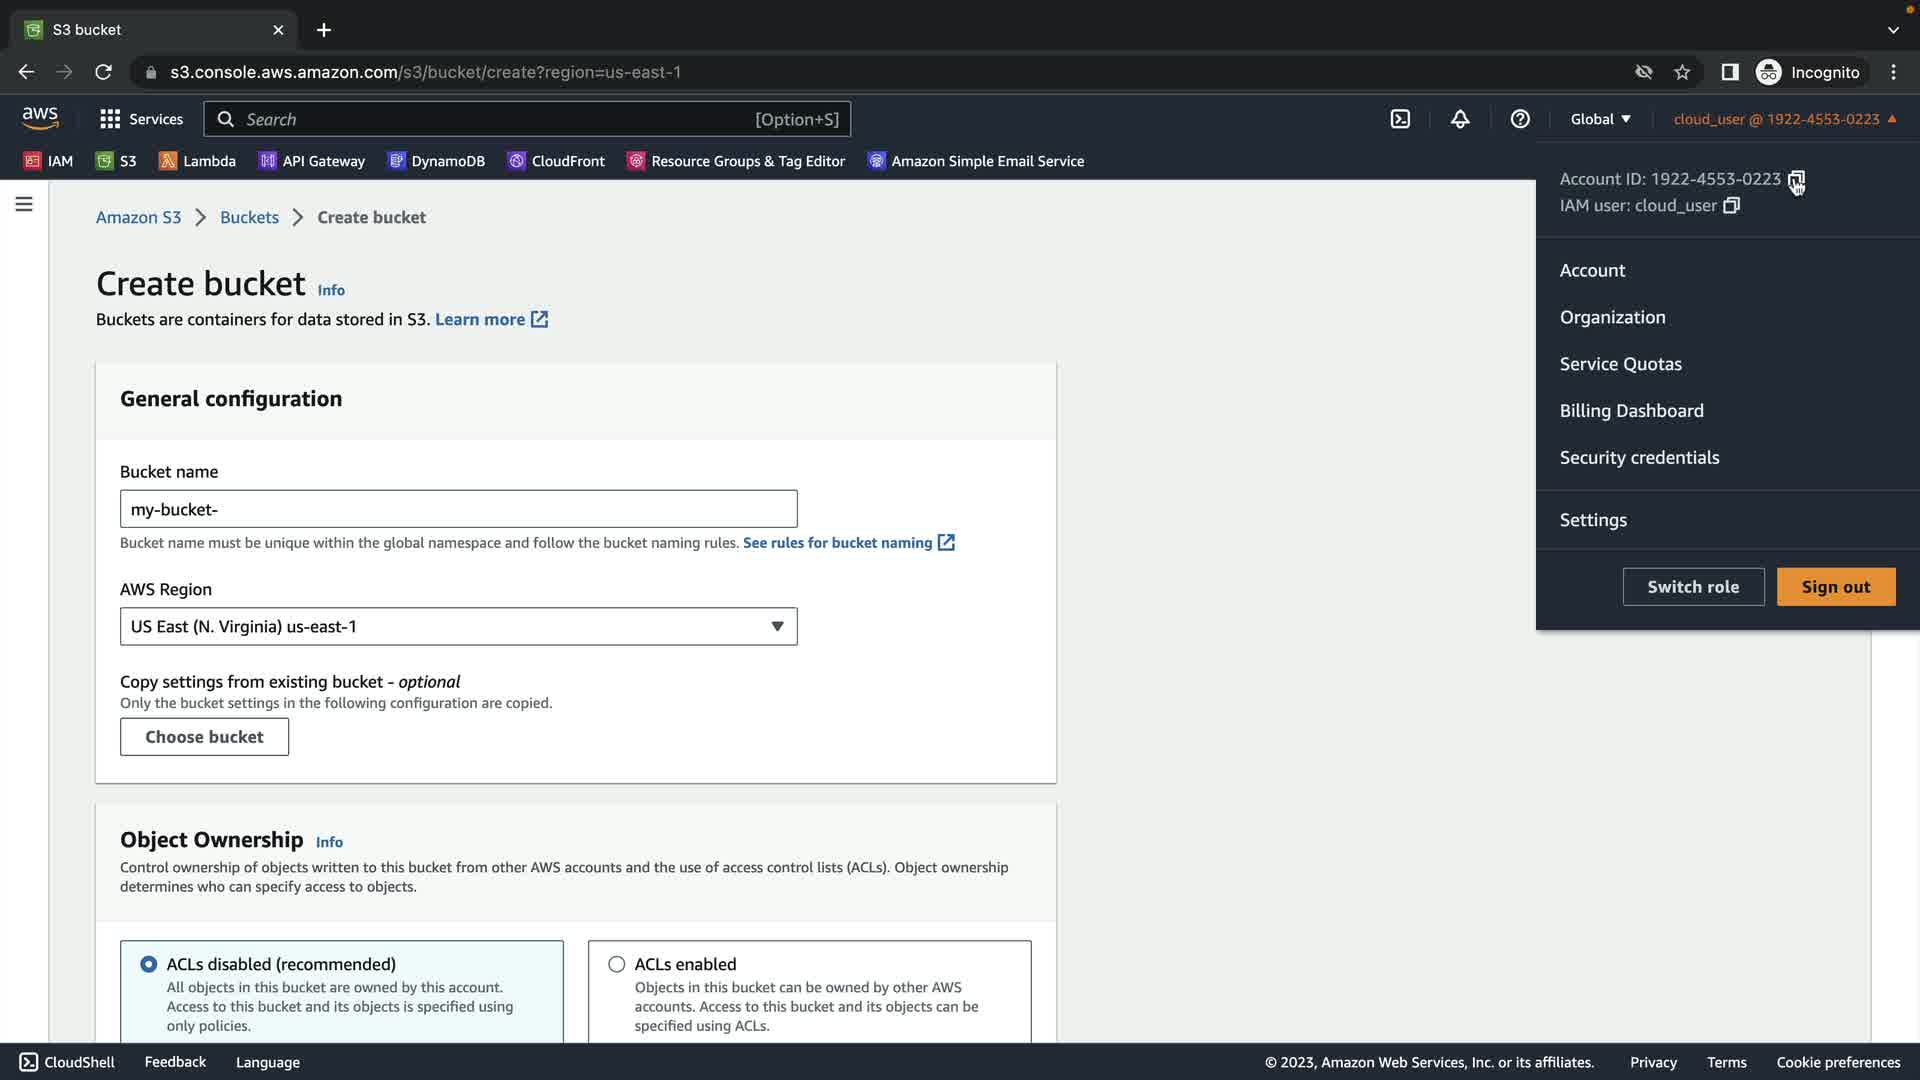 S3 bucket
s3.console.aws.amazon.com/s3/bucket/create?region=us-east-1
Incognito
aws
Services
Search
[Option+S]
Global
cloud_user @ 1922-4553-0223
IAM
S3
Lambda
API Gateway
DynamoDB
CloudFront
Resource Groups & Tag Editor
Amazon Simple Email Service
Account ID: 1922-4553-0223
IAM user: cloud_user
Account
Organization
Service Quotas
Billing Dashboard
Security credentials
Settings
Switch role
Sign out
Amazon S3
Buckets
Create bucket
Create bucket Info
Buckets are containers for data stored in S3. Learn more
General configuration
Bucket name
my-bucket-
Bucket name must be unique within the global namespace and follow the bucket naming rules. See rules for bucket naming
AWS Region
US East (N. Virginia) us-east-1
Copy settings from existing bucket - optional
Only the bucket settings in the following configuration are copied.
Choose bucket
Object Ownership Info
Control ownership of objects written to this bucket from other AWS accounts and the use of access control lists (ACLs). Object ownership
determines who can specify access to objects.
ACLs disabled (recommended)
All objects in this bucket are owned by this account.
Access to this bucket and its objects is specified using
only policies.
ACLs enabled
Objects in this bucket can be owned by other AWS
accounts. Access to this bucket and its objects can be
specified using ACLs.
CloudShell
Feedback
Language
© 2023, Amazon Web Services, Inc. or its affiliates.
Privacy
Terms
Cookie preferences